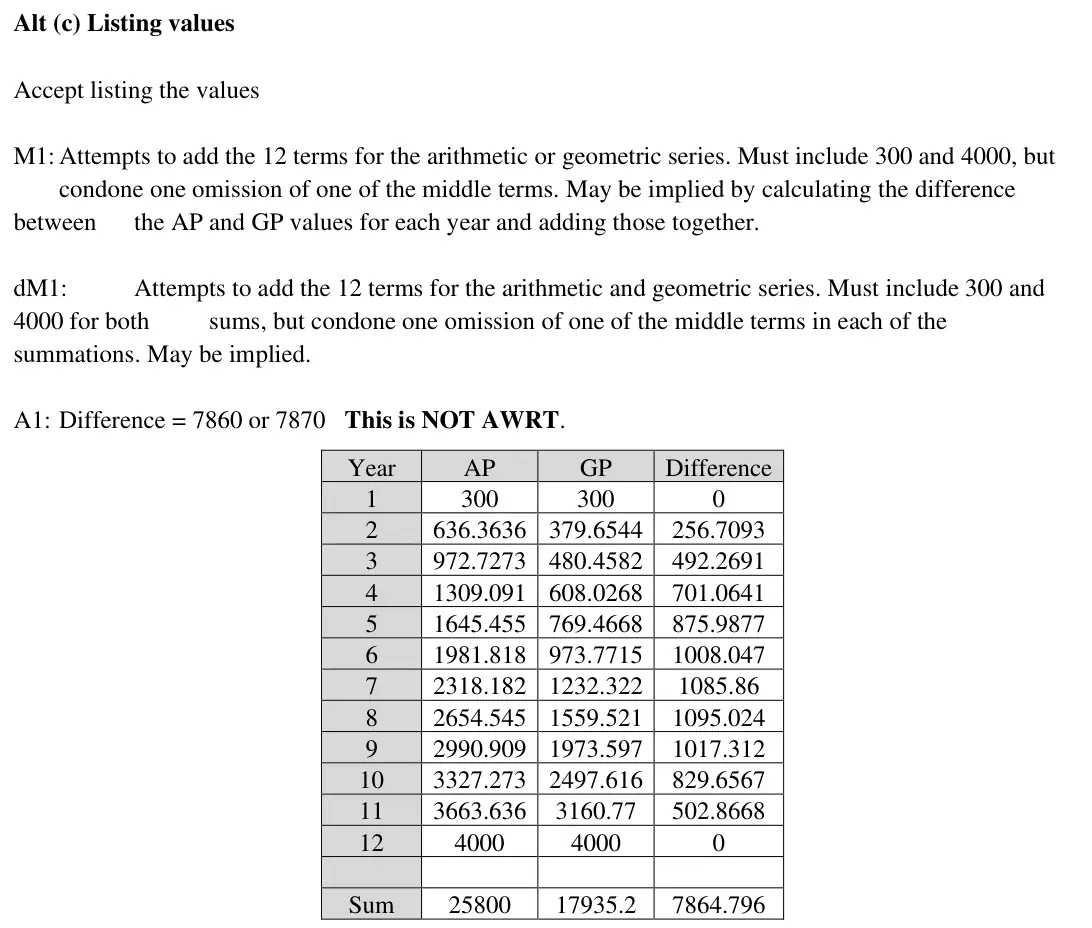 Alt (c) Listing values
Accept listing the values
M1: Attempts to add the 12 terms for the arithmetic or geometric series. Must include 300 and 4000, but
condone one omission of one of the middle terms. May be implied by calculating the difference
between the AP and GP values for each year and adding those together.
dM1: Attempts to add the 12 terms for the arithmetic and geometric series. Must include 300 and
4000 for both sums, but condone one omission of one of the middle terms in each of the
summations. May be implied.
A1: Difference = 7860 or 7870 This is NOT AWRT.
Year AP GP Difference
1 300 300 0
2 636.3636 379.6544 256.7093
3 972.7273 480.4582 492.2691
4 1309.091 608.0268 701.0641
5 1645.455 769.4668 875.9877
6 1981.818 973.7715 1008.047
7 2318.182 1232.322 1085.86
8 2654.545 1559.521 1095.024
9 2990.909 1973.597 1017.312
10 3327.273 2497.616 829.6567
11 3663.636 3160.77 502.8668
12 4000 4000 0
Sum 25800 17935.2 7864.796